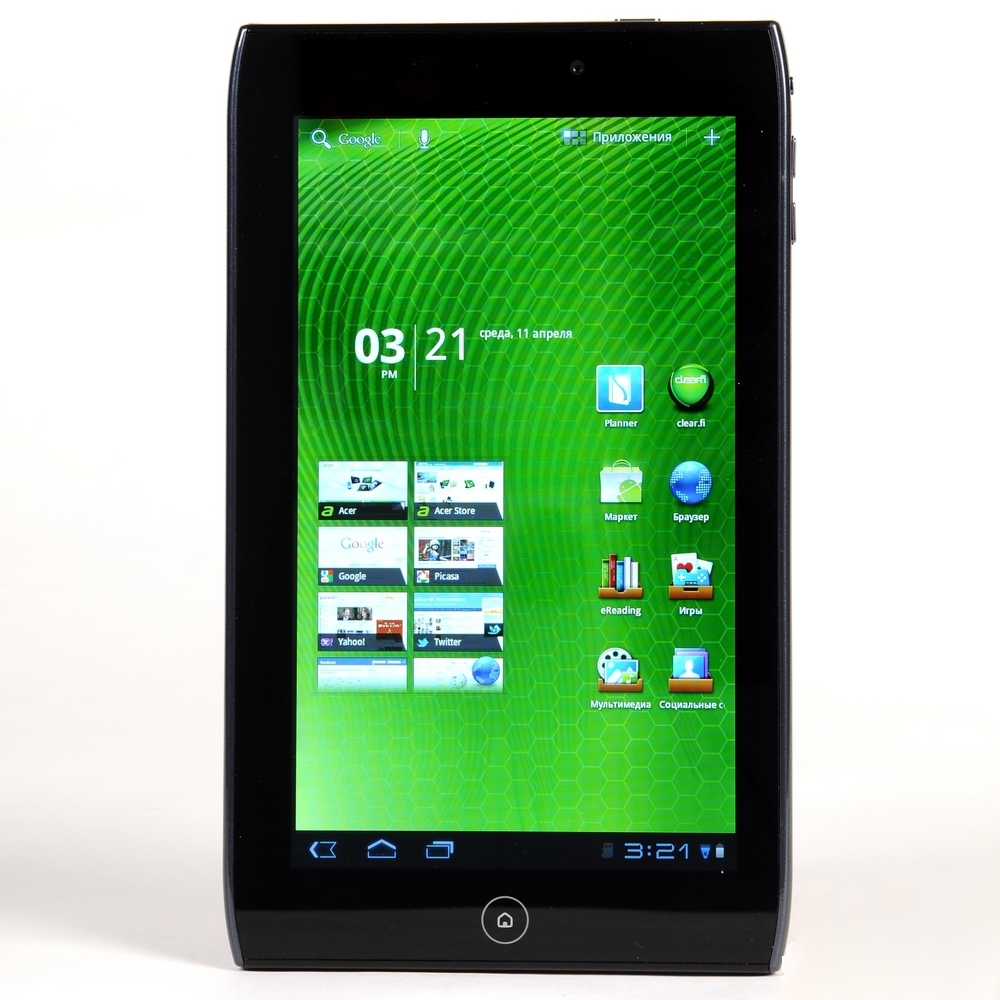 Google
Приложения
03 21
PM
среда, 11 апреля
Planner
clear.fi
clear.fi
Acer
Acer Store
Маркет
Браузер
Google
Google
Picasa
eReading
Игры
Yahoo!
Twitter
Мультимедиа
Социальные с
3:21